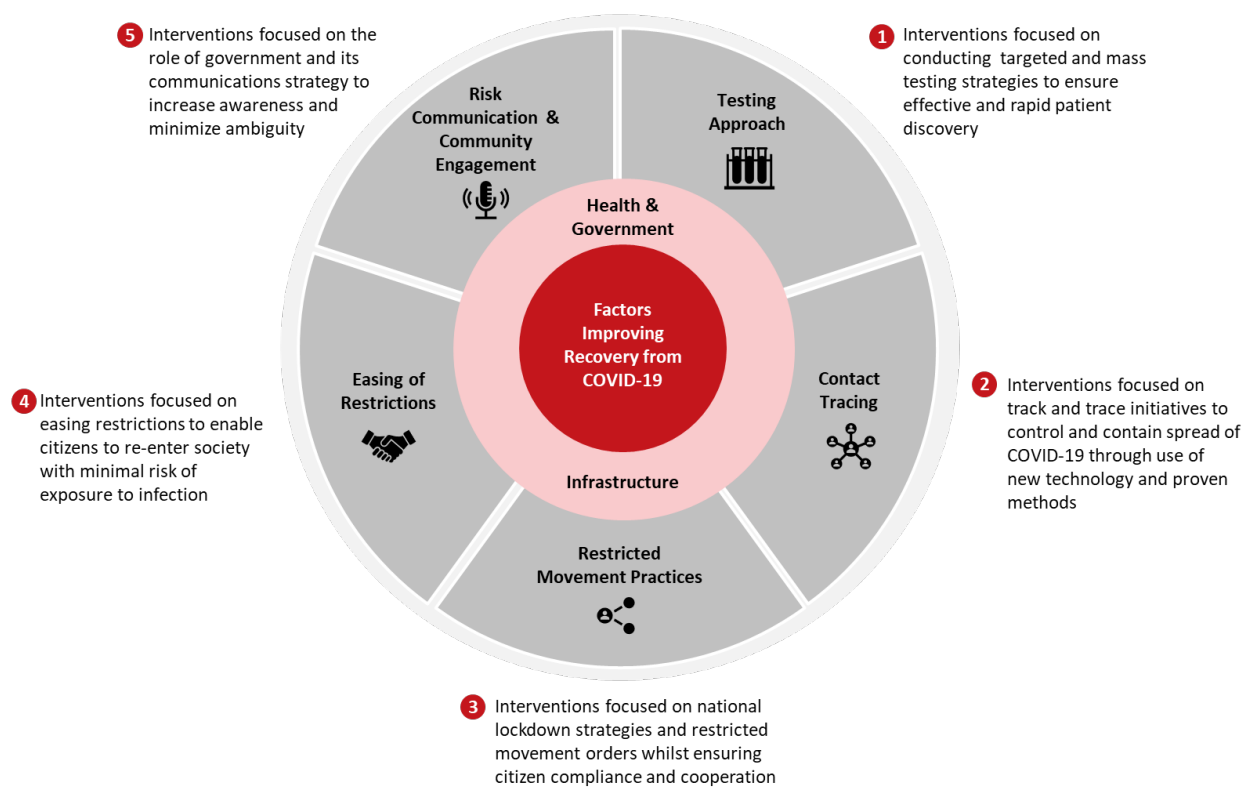 5 Interventions focused on the
role of government and its
communications strategy to
increase awareness and
minimize ambiguity
1 Interventions focused on
conducting targeted and mass
testing strategies to ensure
effective and rapid patient
discovery
Risk
Communication &
Community
Engagement
Testing
Approach
Health &
Government
Factors
Improving
Recovery from
COVID-19
Infrastructure
Easing of
Restrictions
Contact
Tracing
Restricted
Movement Practices
4 Interventions focused on
easing restrictions to enable
citizens to re-enter society
with minimal risk of
exposure to infection
2 Interventions focused on
track and trace initiatives to
control and contain spread of
COVID-19 through use of
new technology and proven
methods
3 Interventions focused on national
lockdown strategies and restricted
movement orders whilst ensuring
citizen compliance and cooperation